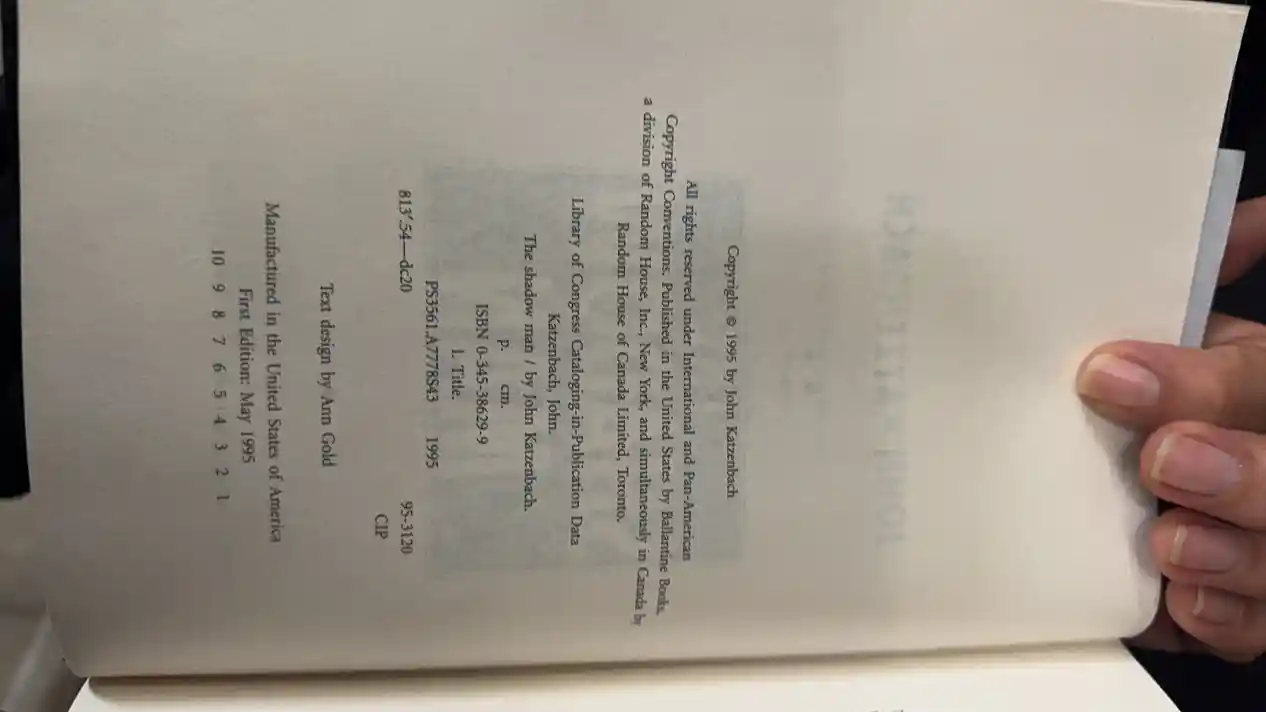 Copyright © 1995 by John Katzenbach
All rights reserved under International and Pan-American
Copyright Conventions. Published in the United States by Ballantine Books,
a division of Random House, Inc., New York, and simultaneously in Canada by
Random House of Canada Limited, Toronto.
Library of Congress Cataloging-in-Publication Data
Katzenbach, John.
The shadow man / by John Katzenbach.
p. cm.
ISBN 0-345-38629-9
1. Title.
PS3561.A7778S43 1995
813'.54—dc20 95-3120
CIP
Text design by Ann Gold
Manufactured in the United States of America
First Edition: May 1995
10 9 8 7 6 5 4 3 2 1